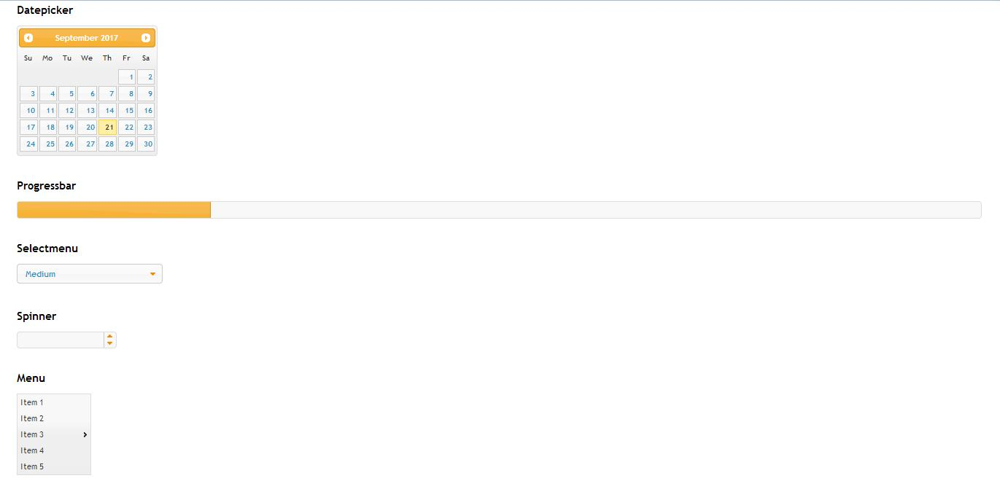 Datepicker
September 2017
Su Mo Tu We Th Fr Sa
1 2
3 4 5 6 7 8 9
10 11 12 13 14 15 16
17 18 19 20 21 22 23
24 25 26 27 28 29 30
Progressbar
Selectmenu
Medium
Spinner
Menu
Item 1
Item 2
Item 3
Item 4
Item 5